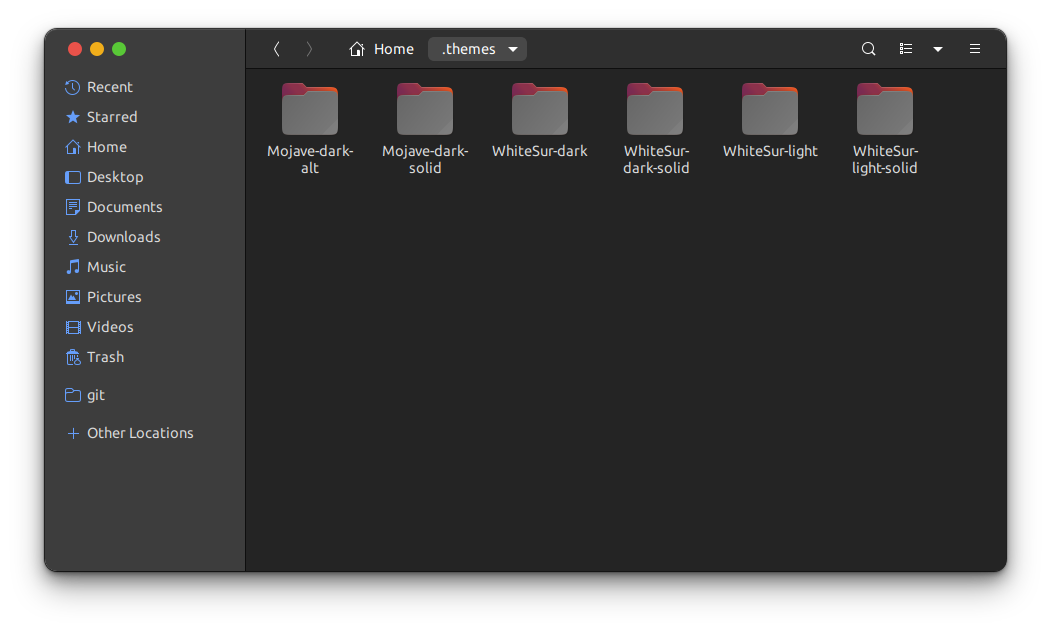 Home
.themes
Recent
Starred
Home
Desktop
Documents
Downloads
Music
Pictures
Videos
Trash
git
Other Locations
Mojave-dark-
alt
Mojave-dark-
solid
WhiteSur-dark
WhiteSur-
dark-solid
WhiteSur-light
WhiteSur-
light-solid